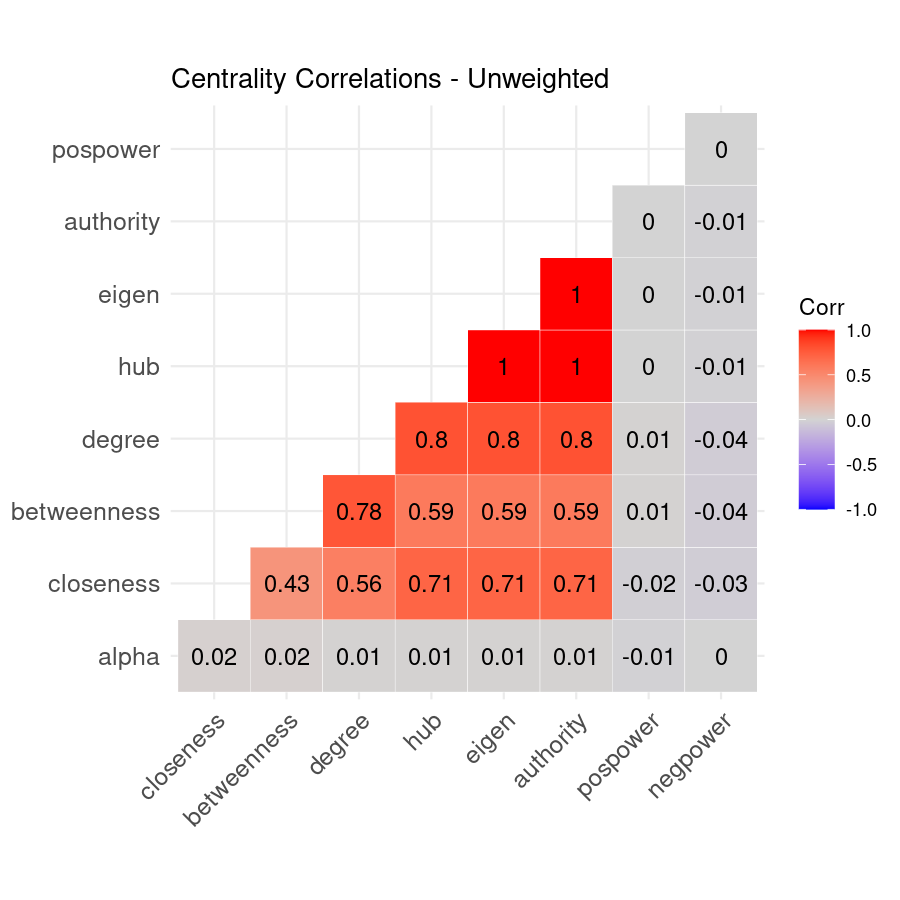 Centrality Correlations - Unweighted
pospower 0
authority 0 -0.01
eigen 1 0 -0.01
hub 1 1 0 -0.01
degree 0.8 0.8 0.8 0.01 -0.04
betweenness 0.78 0.59 0.59 0.59 0.01 -0.04
closeness 0.43 0.56 0.71 0.71 0.71 -0.02 -0.03
alpha 0.02 0.02 0.01 0.01 0.01 0.01 -0.01 0
closeness betweenness degree hub eigen authority pospower negpower
Corr
1.0
0.5
0.0
-0.5
-1.0